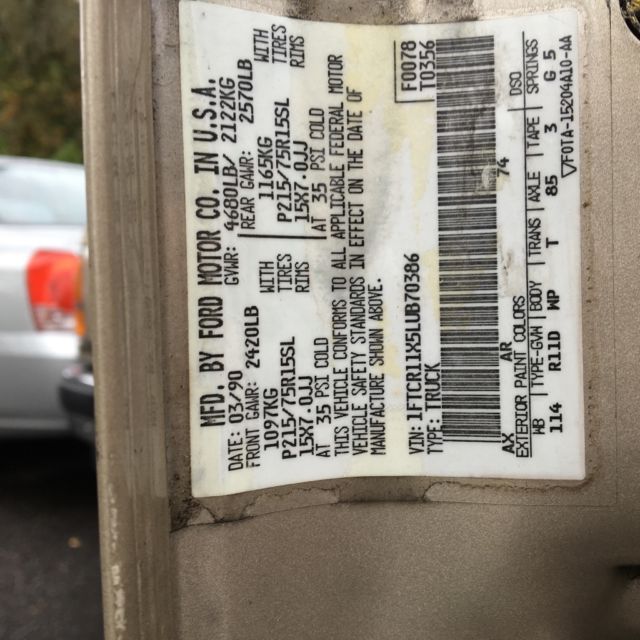 MFD. BY FORD MOTOR CO. IN U.S.A.
DATE: 03/90 GVWR: 4680LB/ 2122KG
FRONT GAWR: 2420LB REAR GAWR: 2570LB
1097KG WITH 1165KG WITH
P215/75R15SL TIRES P215/75R15SL TIRES
15X7.0JJ RIMS 15X7.0JJ RIMS
AT 35 PSI COLD AT 35 PSI COLD
THIS VEHICLE CONFORMS TO ALL APPLICABLE FEDERAL MOTOR
VEHICLE SAFETY STANDARDS IN EFFECT ON THE DATE OF
MANUFACTURE SHOWN ABOVE.
F0078
T0356
VIN: 1FTCR11X5LUB70386
TYPE: TRUCK
74
AX AR DSO
EXTERIOR PAINT COLORS
WB TYPE-GVW BODY TRANS AXLE TAPE SPRINGS
114 R11D WP T 85 3 G 5
VF0TA-15204A10-AA